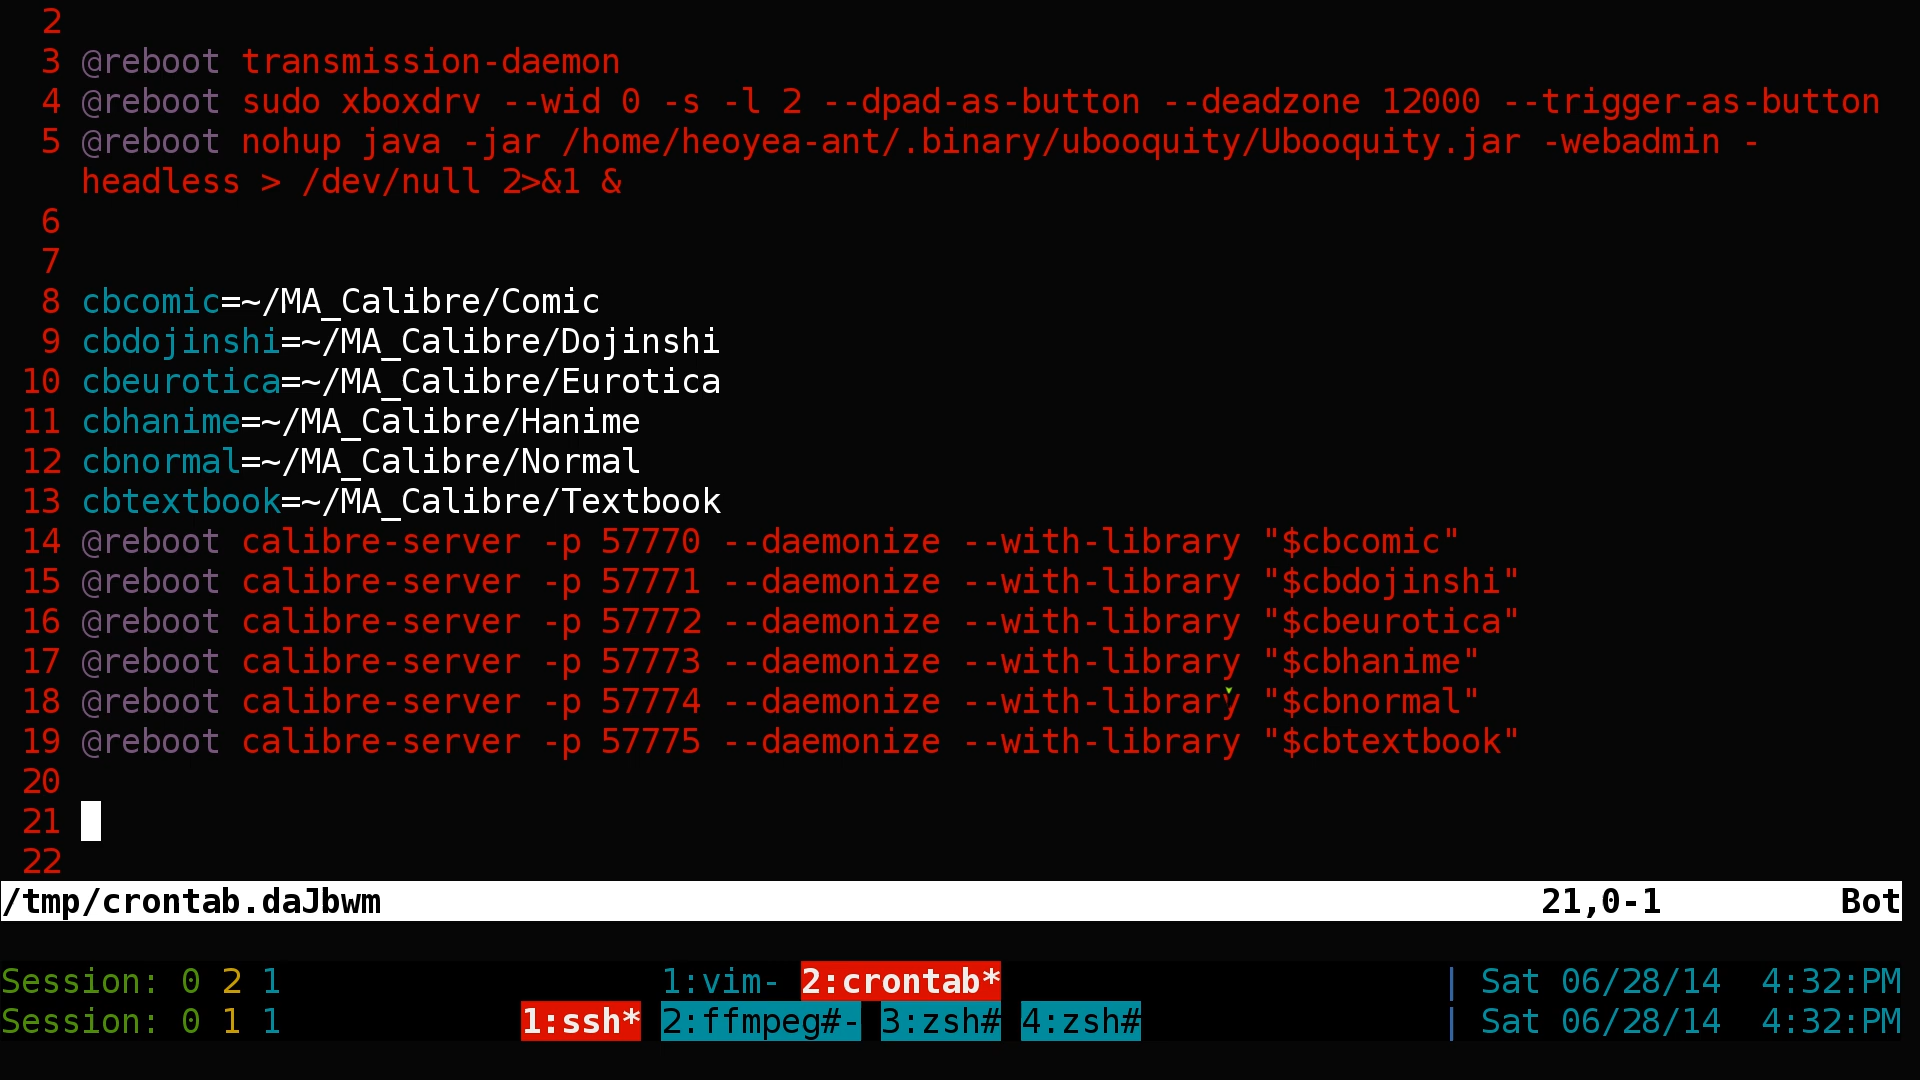 2
3 @reboot transmission-daemon
4 @reboot sudo xboxdrv --wid 0 -s -l 2 --dpad-as-button --deadzone 12000 --trigger-as-button
5 @reboot nohup java -jar /home/heoyea-ant/.binary/ubooquity/Ubooquity.jar -webadmin -
headless > /dev/null 2>&1 &
6
7
8 cbcomic=~/MA_Calibre/Comic
9 cbdojinshi=~/MA_Calibre/Dojinshi
10 cbeurotica=~/MA_Calibre/Eurotica
11 cbhanime=~/MA_Calibre/Hanime
12 cbnormal=~/MA_Calibre/Normal
13 cbtextbook=~/MA_Calibre/Textbook
14 @reboot calibre-server -p 57770 --daemonize --with-library "$cbcomic"
15 @reboot calibre-server -p 57771 --daemonize --with-library "$cbdojinshi"
16 @reboot calibre-server -p 57772 --daemonize --with-library "$cbeurotica"
17 @reboot calibre-server -p 57773 --daemonize --with-library "$cbhanime"
18 @reboot calibre-server -p 57774 --daemonize --with-library "$cbnormal"
19 @reboot calibre-server -p 57775 --daemonize --with-library "$cbtextbook"
20
21
22
/tmp/crontab.daJbwm 21,0-1 Bot
Session: 0 2 1 1:vim- 2:crontab* | Sat 06/28/14 4:32:PM
Session: 0 1 1 1:ssh* 2:ffmpeg#- 3:zsh# 4:zsh# | Sat 06/28/14 4:32:PM